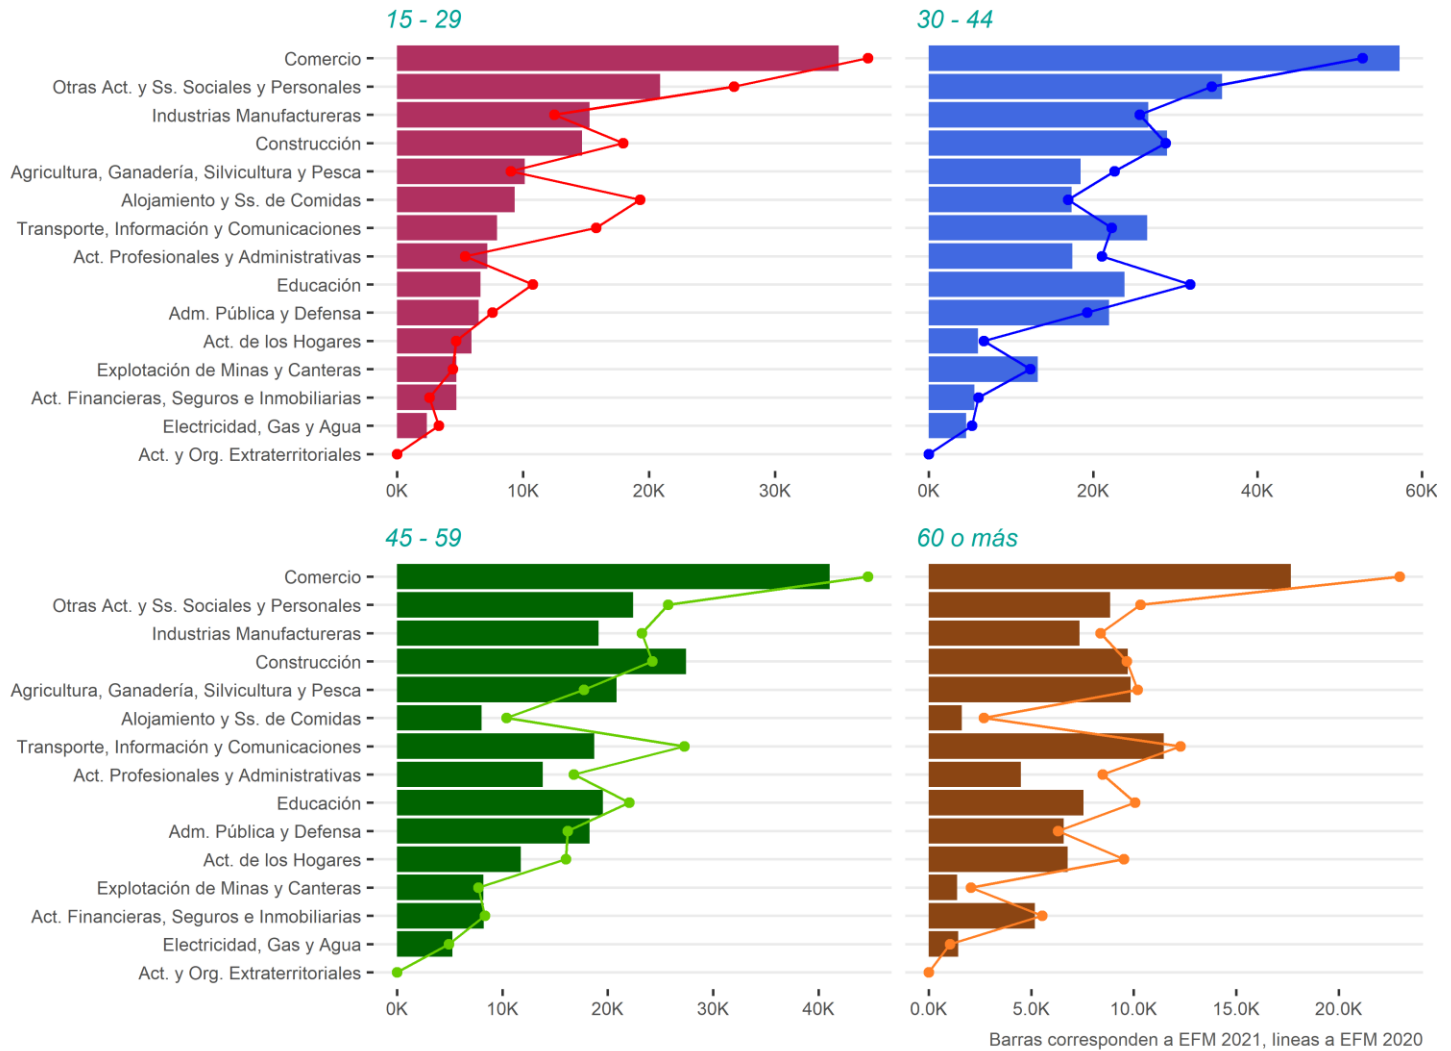 15 - 29
30 - 44
Comercio
Otras Act. y Ss. Sociales y Personales
Industrias Manufactureras
Construcción
Agricultura, Ganadería, Silvicultura y Pesca
Alojamiento y Ss. de Comidas
Transporte, Información y Comunicaciones
Act. Profesionales y Administrativas
Educación
Adm. Pública y Defensa
Act. de los Hogares
Explotación de Minas y Canteras
Act. Financieras, Seguros e Inmobiliarias
Electricidad, Gas y Agua
Act. y Org. Extraterritoriales
0K 10K 20K 30K
0K 20K 40K 60K
45 - 59
60 o más
Comercio
Otras Act. y Ss. Sociales y Personales
Industrias Manufactureras
Construcción
Agricultura, Ganadería, Silvicultura y Pesca
Alojamiento y Ss. de Comidas
Transporte, Información y Comunicaciones
Act. Profesionales y Administrativas
Educación
Adm. Pública y Defensa
Act. de los Hogares
Explotación de Minas y Canteras
Act. Financieras, Seguros e Inmobiliarias
Electricidad, Gas y Agua
Act. y Org. Extraterritoriales
0K 10K 20K 30K 40K
0.0K 5.0K 10.0K 15.0K 20.0K
Barras corresponden a EFM 2021, lineas a EFM 2020